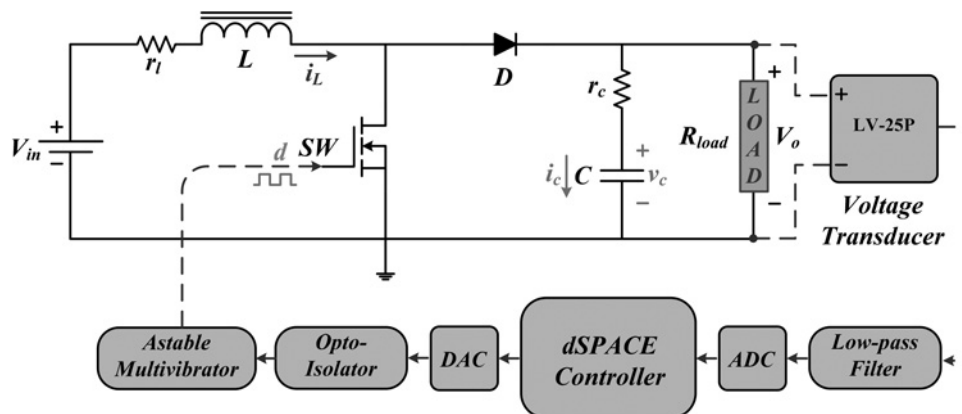 r_l
L
i_L
D
V_in
+
−
d
SW
r_c
i_c
C
+
v_c
−
R_load
LOAD
+
V_o
−
+
LV-25P
−
Voltage
Transducer
Astable
Multivibrator
Opto-
Isolator
DAC
dSPACE
Controller
ADC
Low-pass
Filter